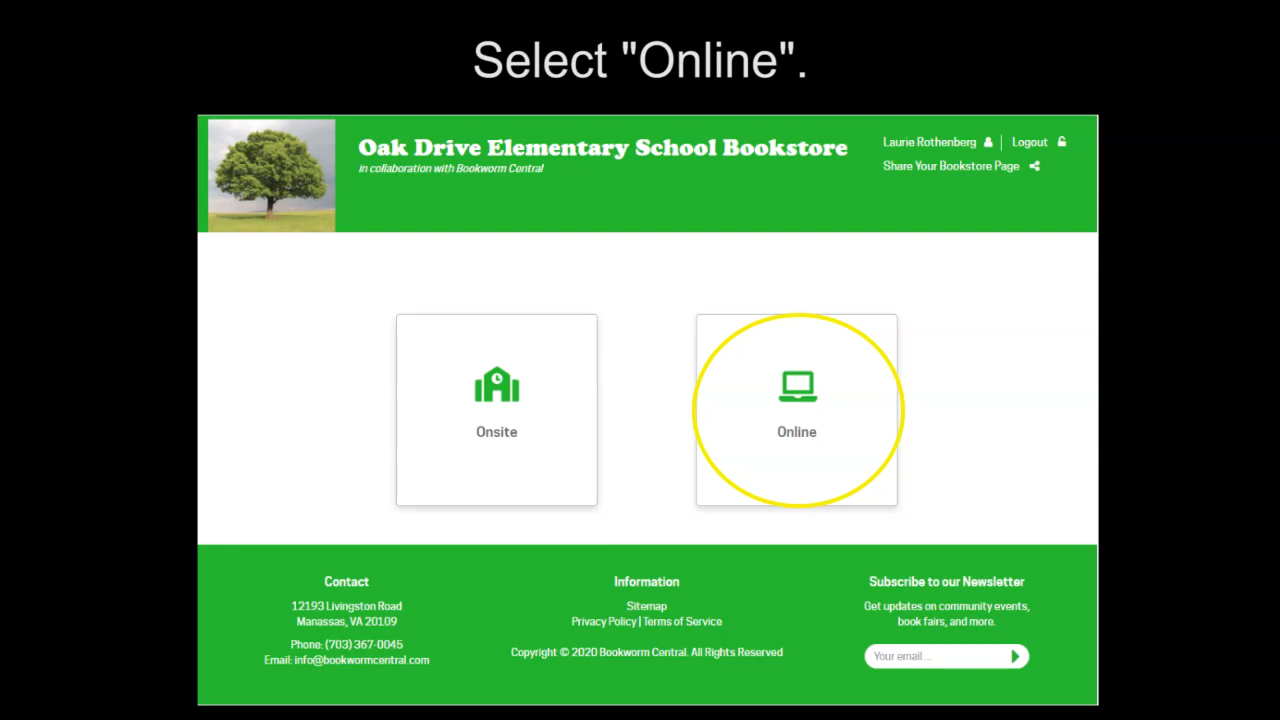 Select "Online".
Oak Drive Elementary School Bookstore
in collaboration with Bookworm Central
Laurie Rothenberg
Logout
Share Your Bookstore Page
Onsite
Online
Contact
12193 Livingston Road
Manassas, VA 20109
Phone: (703) 367-0045
Email: info@bookwormcentral.com
Information
Sitemap
Privacy Policy | Terms of Service
Copyright © 2020 Bookworm Central. All Rights Reserved
Subscribe to our Newsletter
Get updates on community events,
book fairs, and more.
Your email ...